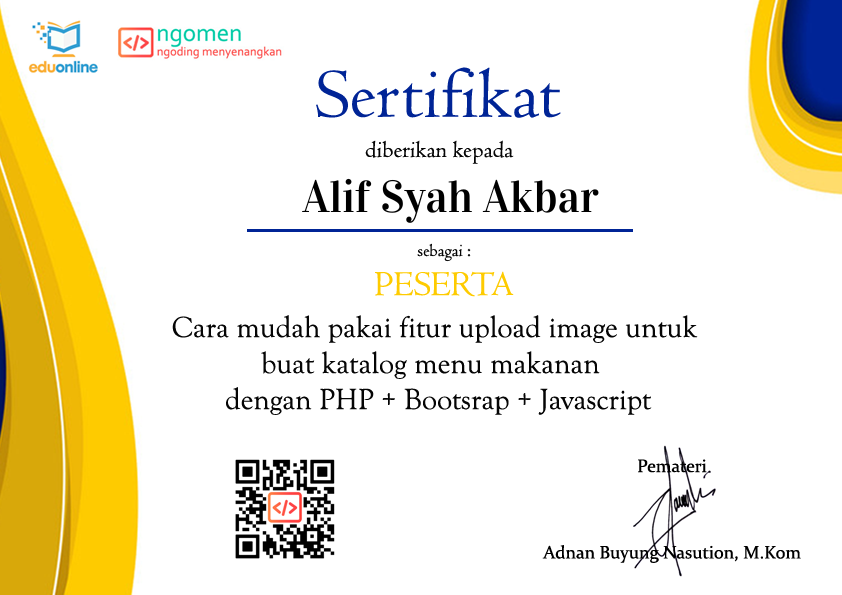 eduonline
</> ngomen
ngoding menyenangkan
Sertifikat
diberikan kepada
Alif Syah Akbar
sebagai :
PESERTA
Cara mudah pakai fitur upload image untuk
buat katalog menu makanan
dengan PHP + Bootsrap + Javascript
</>
Pemateri.
Adnan Buyung Nasution, M.Kom